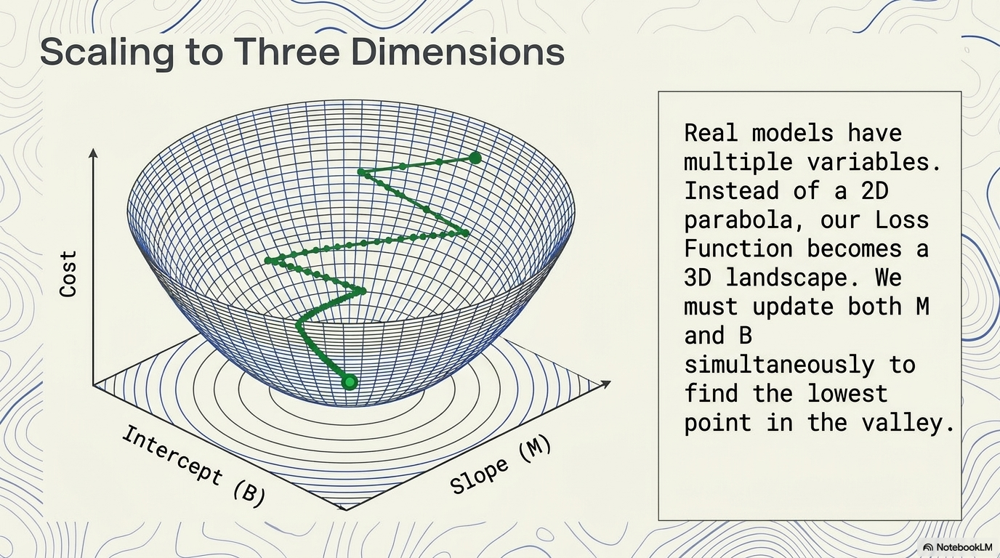 Scaling to Three Dimensions
Cost
Intercept (B)
Slope (M)
Real models have
multiple variables.
Instead of a 2D
parabola, our Loss
Function becomes a
3D landscape. We
must update both M
and B
simultaneously to
find the lowest
point in the valley.
NotebookLM